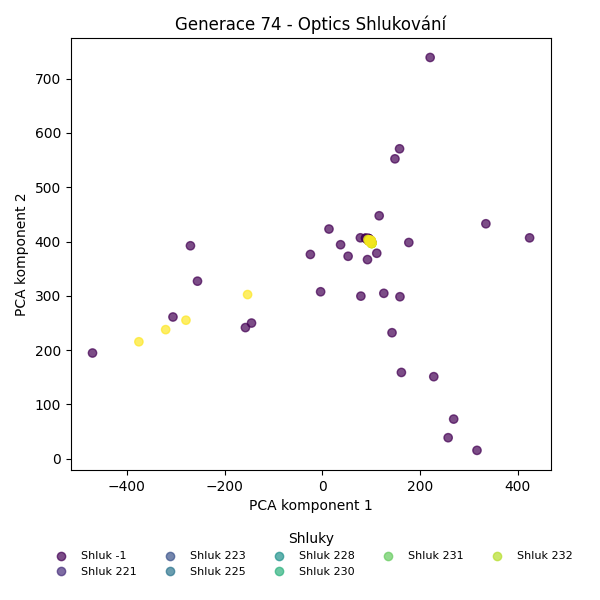 Generace 74 - Optics Shlukování
PCA komponent 2
700
600
500
400
300
200
100
0
−400 −200 0 200 400
PCA komponent 1
Shluky
Shluk -1 Shluk 223 Shluk 228 Shluk 231 Shluk 232
Shluk 221 Shluk 225 Shluk 230